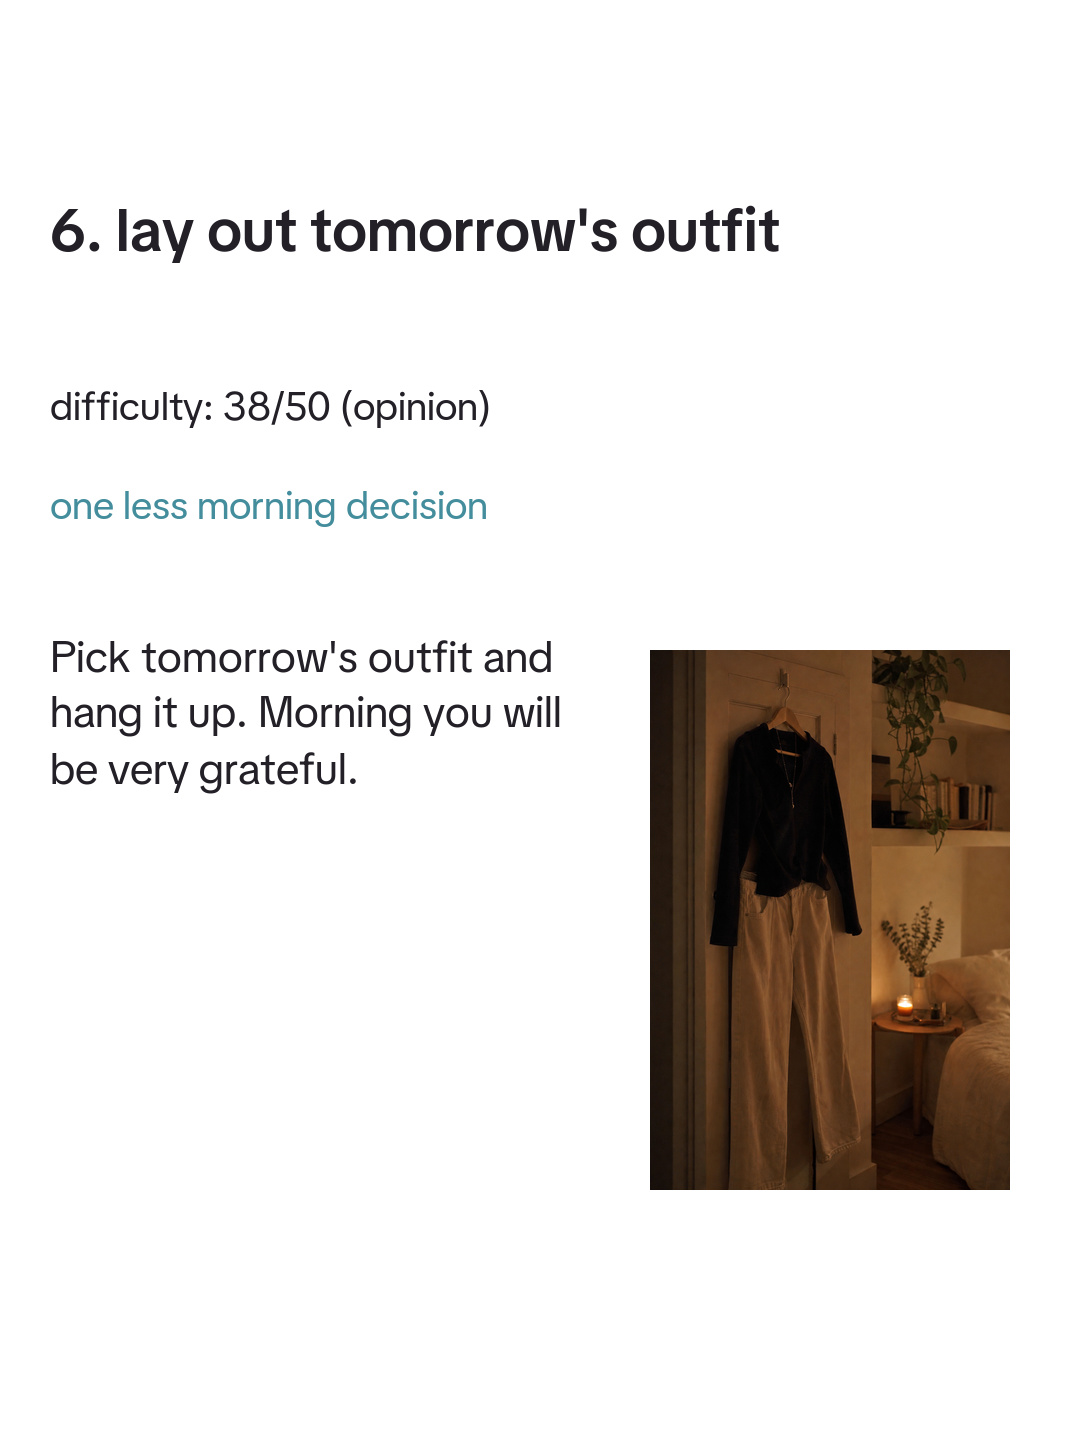 6. lay out tomorrow's outfit
difficulty: 38/50 (opinion)
one less morning decision
Pick tomorrow's outfit and
hang it up. Morning you will
be very grateful.